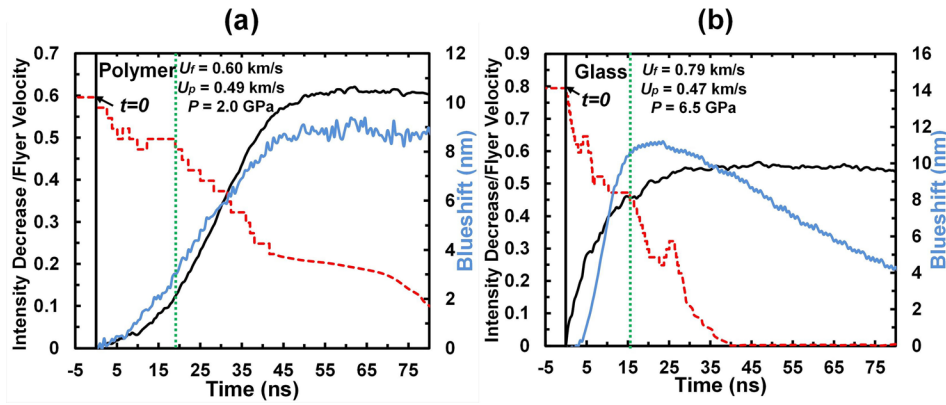 (a)
Polymer
t=0
Uf = 0.60 km/s
Up = 0.49 km/s
P = 2.0 GPa
Intensity Decrease/Flyer Velocity
0.7
0.6
0.5
0.4
0.3
0.2
0.1
0
12
10
8
6
4
2
0
Blueshift (nm)
-5 5 15 25 35 45 55 65 75
Time (ns)
(b)
Glass
t=0
Uf = 0.79 km/s
Up = 0.47 km/s
P = 6.5 GPa
Intensity Decrease/Flyer Velocity
0.9
0.8
0.7
0.6
0.5
0.4
0.3
0.2
0.1
0
16
14
12
10
8
6
4
2
0
Blueshift (nm)
-5 5 15 25 35 45 55 65 75
Time (ns)